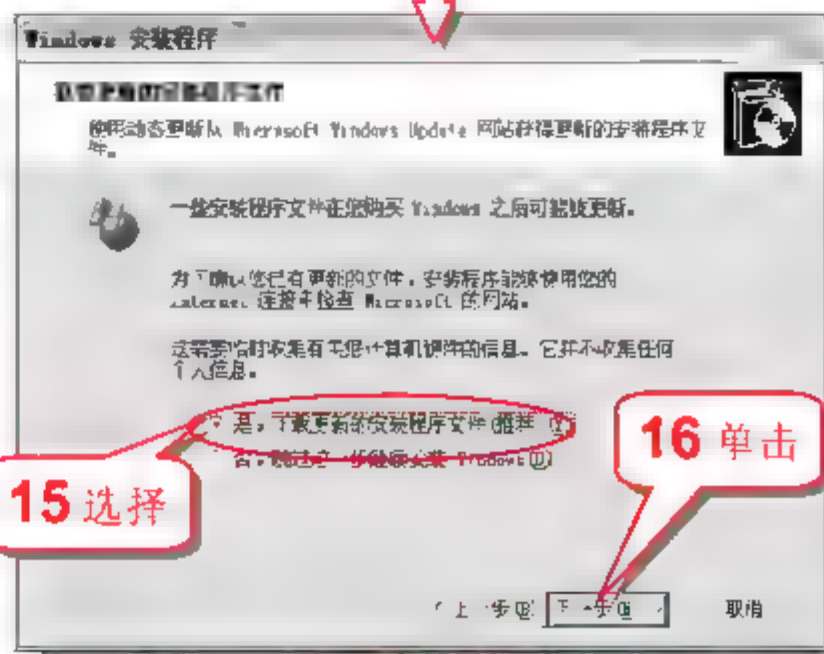 Windows 安装程序
获得更新的安装程序文件
使用动态更新从 Microsoft Windows Update 网站获得更新的安装程序文
件。
一些安装程序文件在您购买 Windows 之后可能被更新。
为了确认您已有更新的文件，安装程序能够使用您的
Internet 连接来检查 Microsoft 的网站。
这需要临时收集有关您计算机硬件的信息。它并不收集任何
个人信息。
是，下载更新的安装程序文件(推荐)(Y)
否，跳过这一步继续安装 Windows(O)
15 选择
16 单击
上一步(B)
下一步(N)
取消